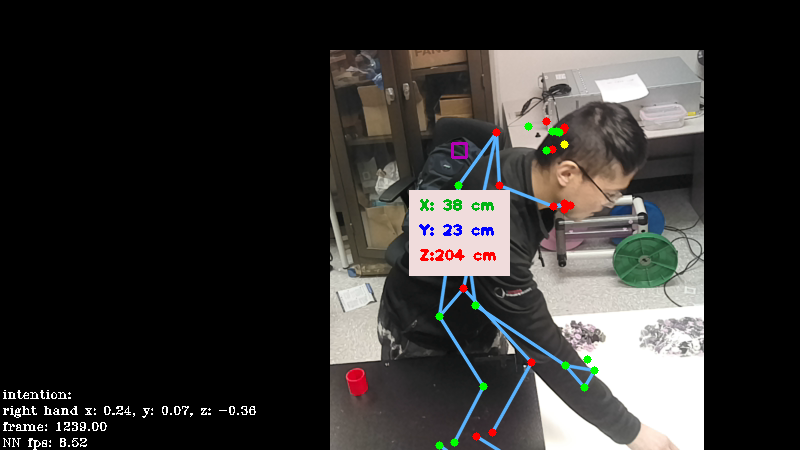 X: 38 cm
Y: 23 cm
Z:204 cm
intention:
right hand x: 0.24, y: 0.07, z: -0.36
frame: 1239.00
NN fps: 8.52